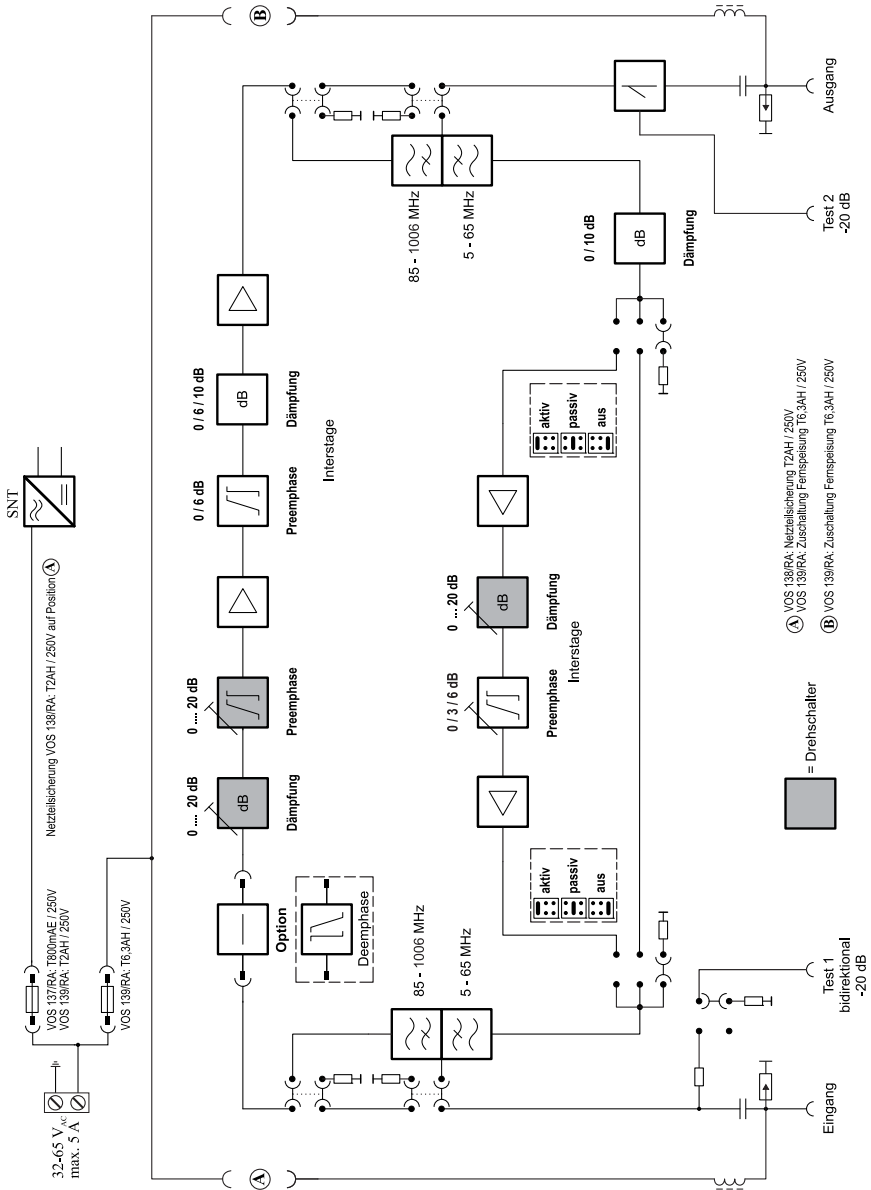 32-65 VAC
max. 5 A
VOS 137/RA: T800mAE / 250V
VOS 139/RA: T2AH / 250V
VOS 139/RA: T6,3AH / 250V
Netzteilsicherung VOS 138/RA: T2AH / 250V auf Position A
SNT
A
B
Option
Deemphase
0 .... 20 dB
dB
Dämpfung
0 .... 20 dB
Preemphase
0 / 6 dB
Preemphase
0 / 6 / 10 dB
dB
Dämpfung
Interstage
85 - 1006 MHz
5 - 65 MHz
85 - 1006 MHz
5 - 65 MHz
aktiv
passiv
aus
0 / 3 / 6 dB
Preemphase
0 ... 20 dB
dB
Dämpfung
Interstage
aktiv
passiv
aus
0 / 10 dB
dB
Dämpfung
Eingang
Test 1
bidirektional
-20 dB
= Drehschalter
A VOS 138/RA: Netzteilsicherung T2AH / 250V
VOS 139/RA: Zuschaltung Fernspeisung T6,3AH / 250V
B VOS 139/RA: Zuschaltung Fernspeisung T6,3AH / 250V
Test 2
-20 dB
Ausgang